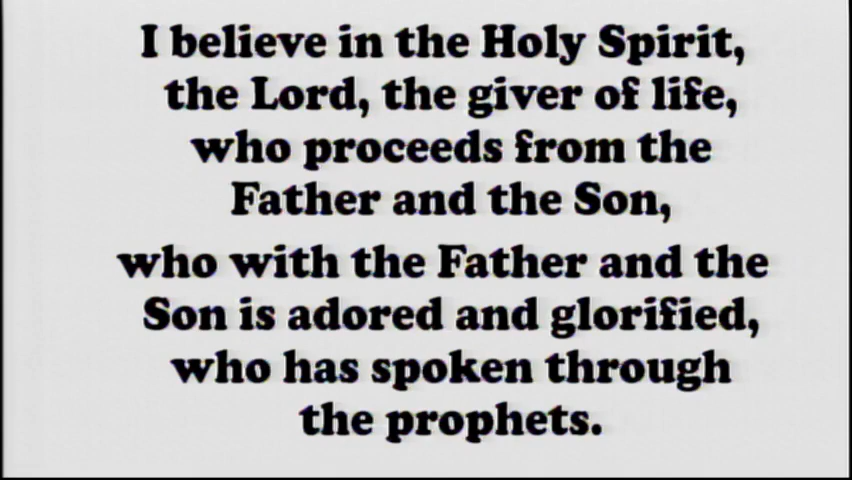 I believe in the Holy Spirit,
the Lord, the giver of life,
who proceeds from the
Father and the Son,
who with the Father and the
Son is adored and glorified,
who has spoken through
the prophets.